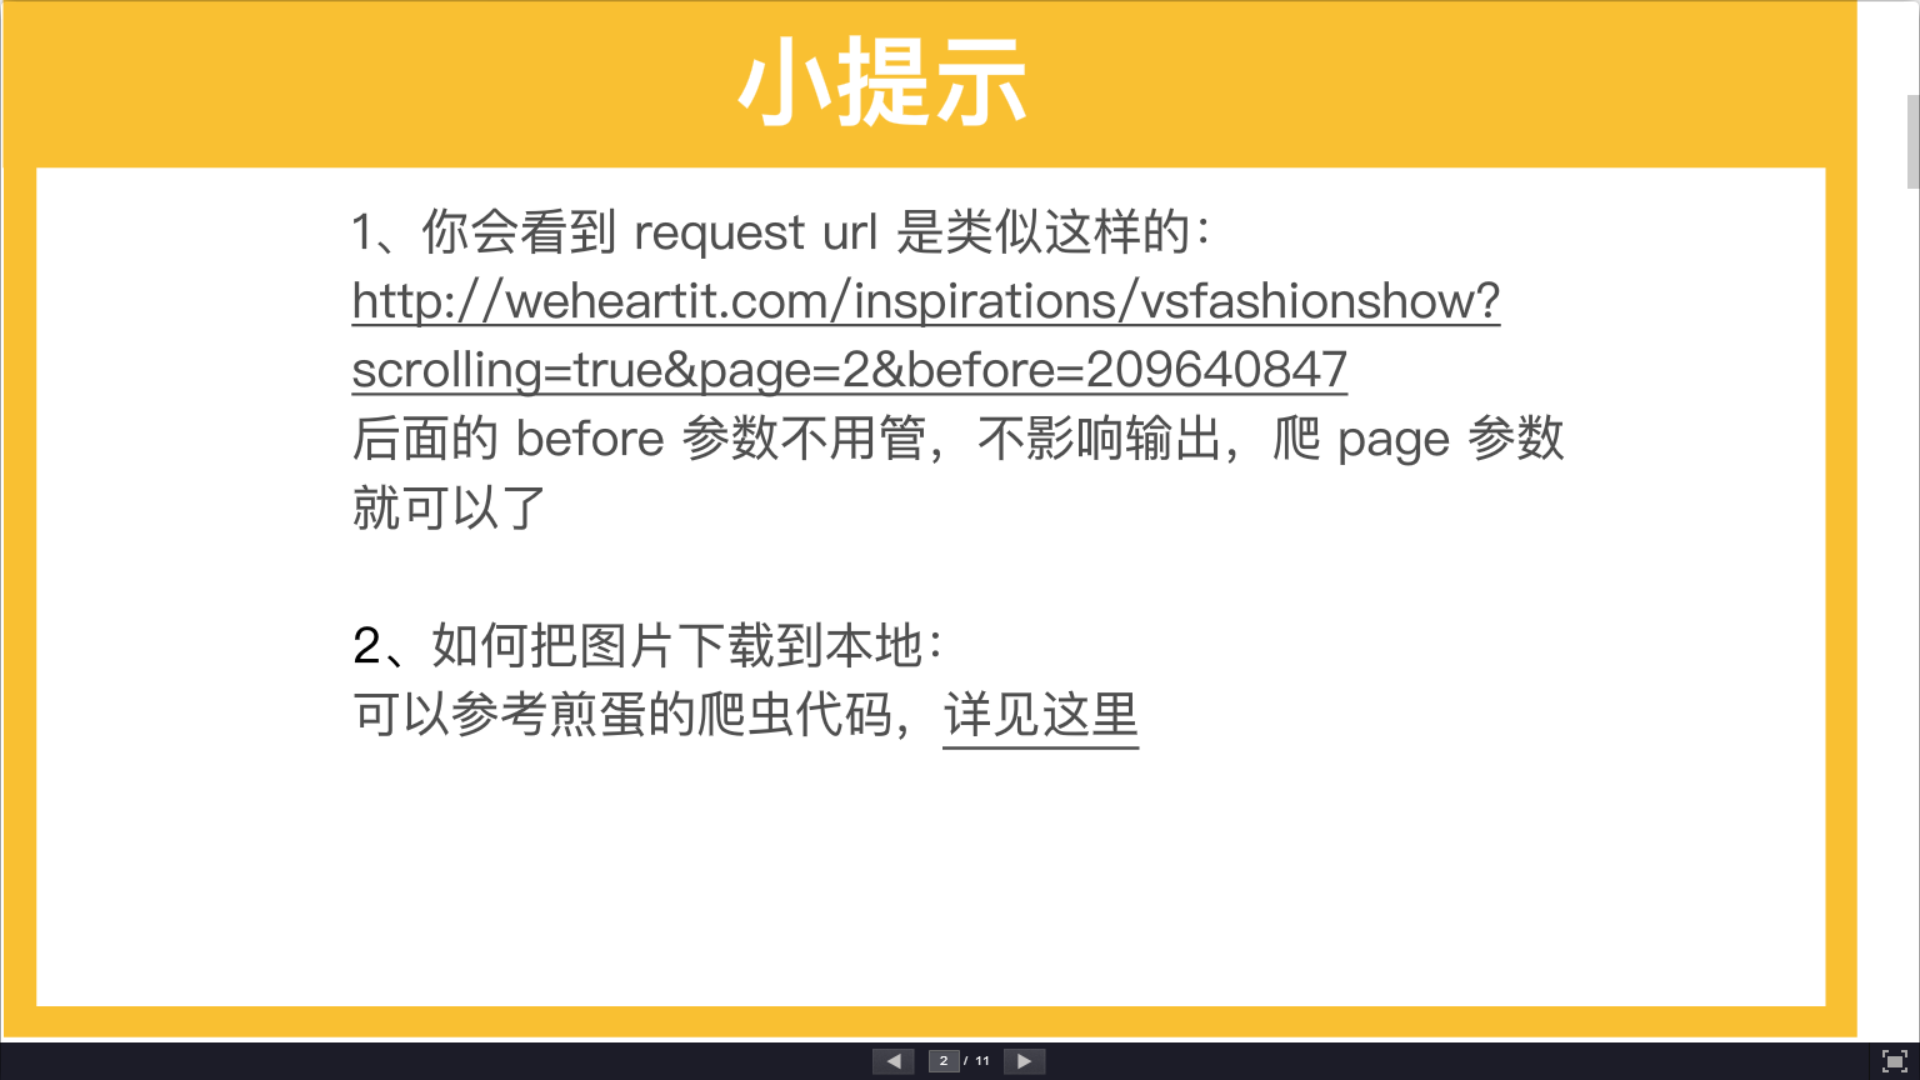 小提示
1、你会看到 request url 是类似这样的：
http://weheartit.com/inspirations/vsfashionshow?
scrolling=true&page=2&before=209640847
后面的 before 参数不用管，不影响输出，爬 page 参数
就可以了
2、如何把图片下载到本地：
可以参考煎蛋的爬虫代码，详见这里
2 / 11